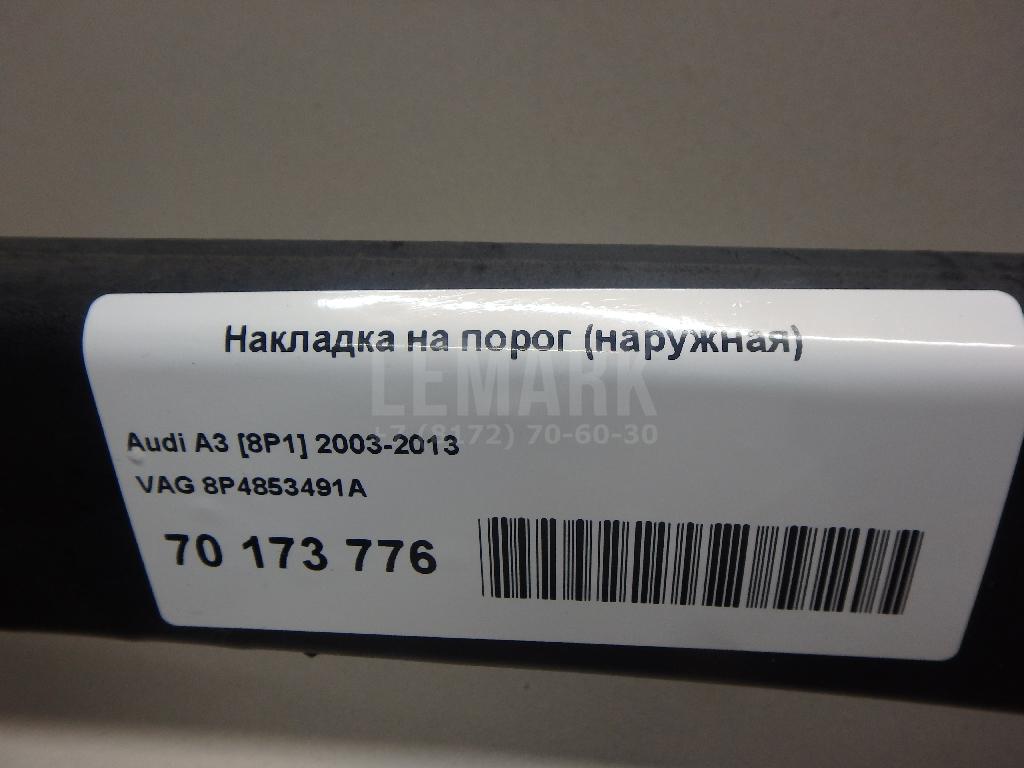 Накладка на порог (наружная)
LEMARK
+7 (8172) 70-60-30
Audi A3 [8P1] 2003-2013
VAG 8P4853491A
70 173 776